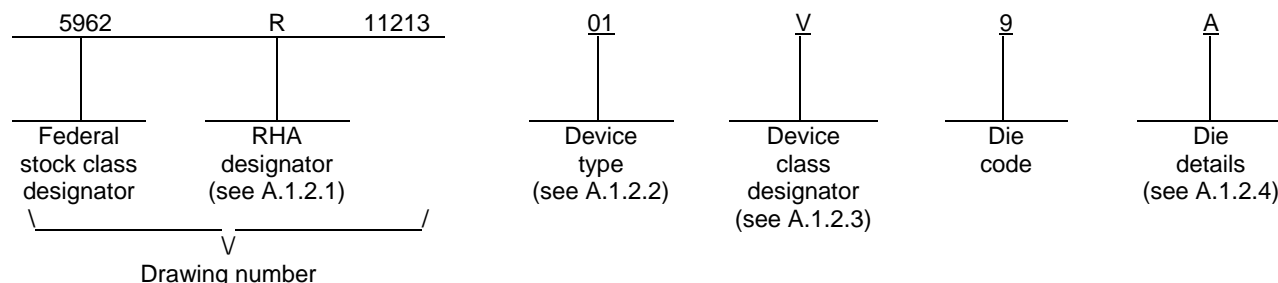 5962 R 11213 01 V 9 A
Federal stock class designator
RHA designator (see A.1.2.1)
Device type (see A.1.2.2)
Device class designator (see A.1.2.3)
Die code
Die details (see A.1.2.4)
\ /
\/
Drawing number